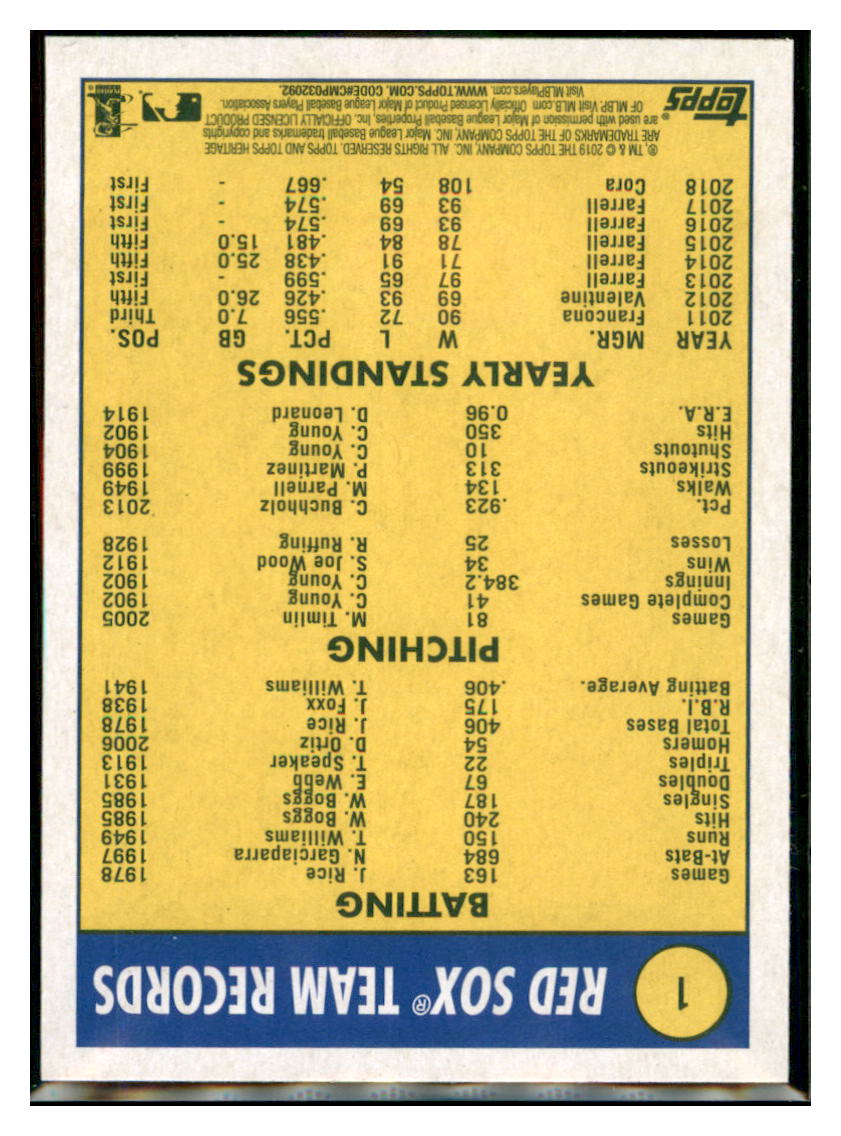 1
RED SOX® TEAM RECORDS
BATTING
Games 163 J. Rice 1978
At-Bats 684 N. Garciaparra 1997
Runs 150 T. Williams 1949
Hits 240 W. Boggs 1985
Singles 187 W. Boggs 1985
Doubles 67 E. Webb 1931
Triples 22 T. Speaker 1913
Homers 54 D. Ortiz 2006
Total Bases 406 J. Rice 1978
R.B.I. 175 J. Foxx 1938
Batting Average. .406 T. Williams 1941
PITCHING
Games 81 M. Timlin 2005
Complete Games 41 C. Young 1902
Innings 384.2 C. Young 1902
Wins 34 S. Joe Wood 1912
Losses 25 R. Ruffing 1928
Pct. .923 C. Buchholz 2013
Walks 134 M. Parnell 1949
Strikeouts 313 P. Martinez 1999
Shutouts 10 C. Young 1904
Hits 350 C. Young 1902
E.R.A. 0.96 D. Leonard 1914
YEARLY STANDINGS
YEAR MGR. W L PCT. GB POS.
2011 Francona 90 72 .556 7.0 Third
2012 Valentine 69 93 .426 26.0 Fifth
2013 Farrell 97 65 .599 - First
2014 Farrell 71 91 .438 25.0 Fifth
2015 Farrell 78 84 .481 15.0 Fifth
2016 Farrell 93 69 .574 - First
2017 Farrell 93 69 .574 - First
2018 Cora 108 54 .667 - First
®, TM & © 2019 THE TOPPS COMPANY, INC. ALL RIGHTS RESERVED. TOPPS AND TOPPS HERITAGE
ARE TRADEMARKS OF THE TOPPS COMPANY, INC. Major League Baseball trademarks and copyrights
are used with permission of Major League Baseball Properties, Inc. OFFICIALLY LICENSED PRODUCT
OF MLBP. Visit MLB.com. Officially Licensed Product of Major League Baseball Players Association.
Visit MLBPlayers.com. WWW.TOPPS.COM. CODE#CMP032092.
topps®